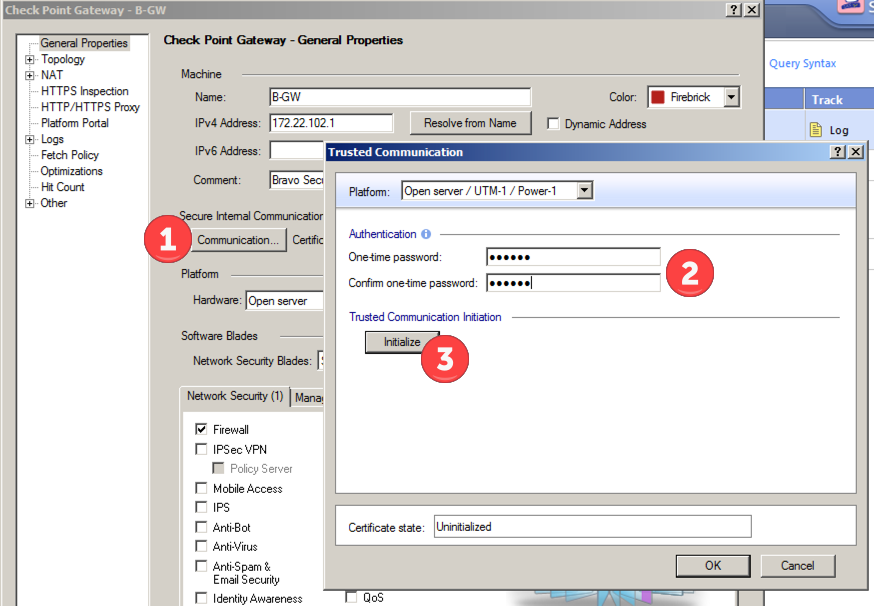 Check Point Gateway - B-GW
General Properties
Topology
NAT
HTTPS Inspection
HTTP/HTTPS Proxy
Platform Portal
Logs
Fetch Policy
Optimizations
Hit Count
Other
Check Point Gateway - General Properties
Machine
Name: B-GW
Color: Firebrick
IPv4 Address: 172.22.102.1
Resolve from Name
Dynamic Address
IPv6 Address:
Comment: Bravo
Secure Internal Communication
1
Communication...
Platform
Hardware: Open server
Software Blades
Network Security Blades:
Network Security (1)
Firewall
IPSec VPN
Policy Server
Mobile Access
IPS
Anti-Bot
Anti-Virus
Anti-Spam &
Email Security
Identity Awareness
QoS
Trusted Communication
Platform: Open server / UTM-1 / Power-1
Authentication
One-time password: ••••••
Confirm one-time password: ••••••
2
Trusted Communication Initiation
Initialize
3
Certificate state: Uninitialized
OK
Cancel
Query Syntax
Track
Log